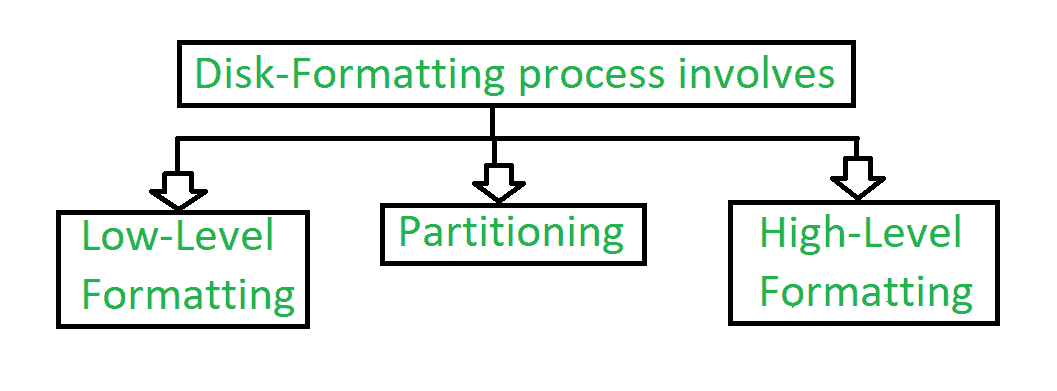 Disk-Formatting process involves
Low-Level
Formatting
Partitioning
High-Level
Formatting